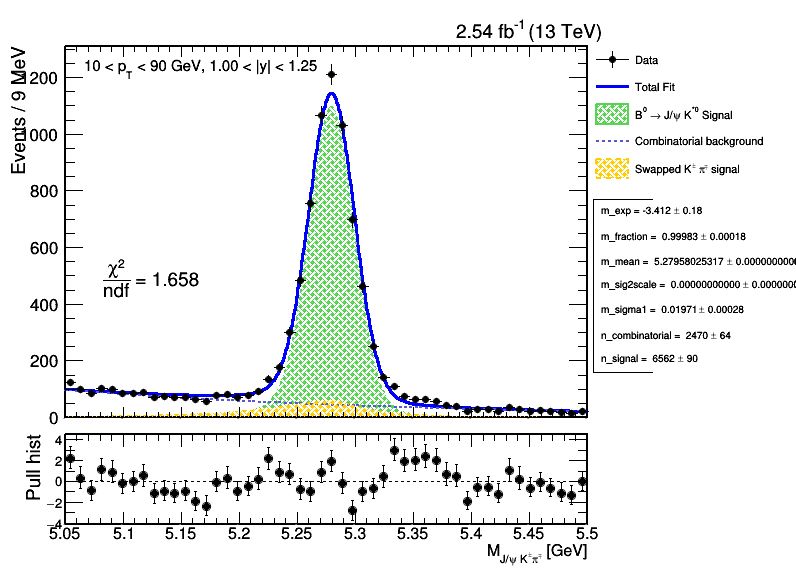 2.54 fb⁻¹ (13 TeV)
Events / 9 MeV
10 < p_T < 90 GeV, 1.00 < |y| < 1.25
1200
1000
800
600
400
200
0
χ²
ndf = 1.658
Data
Total Fit
B⁰ → J/ψ K*⁰ Signal
Combinatorial background
Swapped K± π∓ signal
m_exp = -3.412 ± 0.18
m_fraction = 0.99983 ± 0.00018
m_mean = 5.27958025317 ± 0.000000000
m_sig2scale = 0.00000000000 ± 0.0000000
m_sigma1 = 0.01971 ± 0.00028
n_combinatorial = 2470 ± 64
n_signal = 6562 ± 90
Pull hist
4
2
0
−2
−4
5.05 5.1 5.15 5.2 5.25 5.3 5.35 5.4 5.45 5.5
M_J/ψ K± π∓ [GeV]